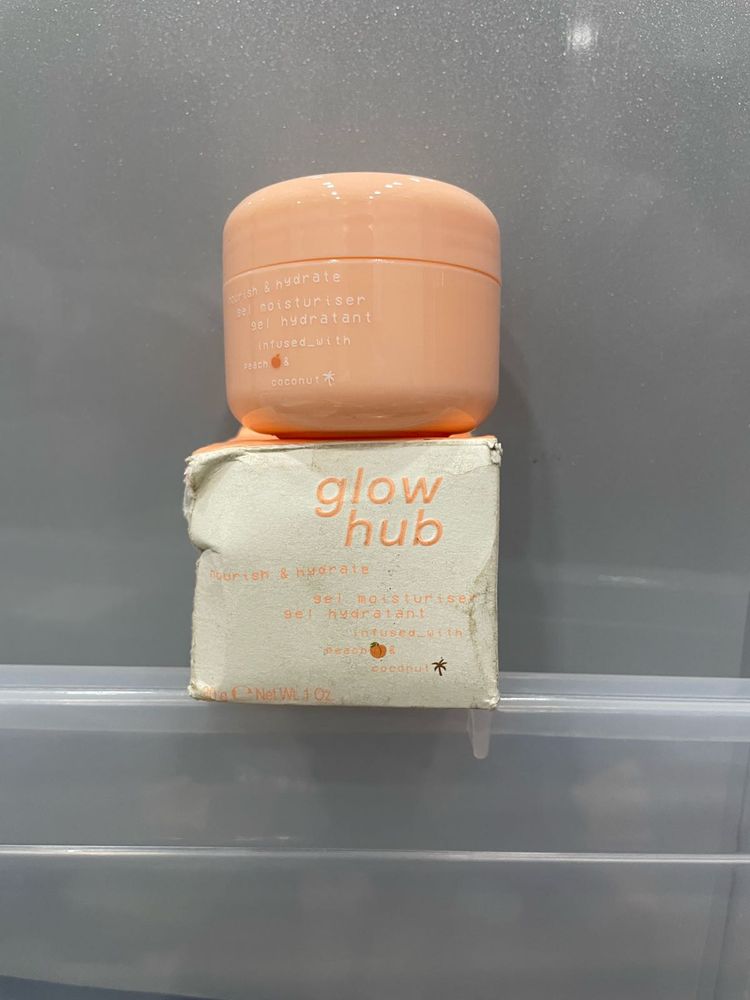 nourish & hydrate
gel moisturiser
gel hydratant
infused_with
peach &
coconut
glow
hub
nourish & hydrate
gel moisturiser
gel hydratant
infused_with
peach &
coconut
30 g ℮ Net Wt. 1 Oz.